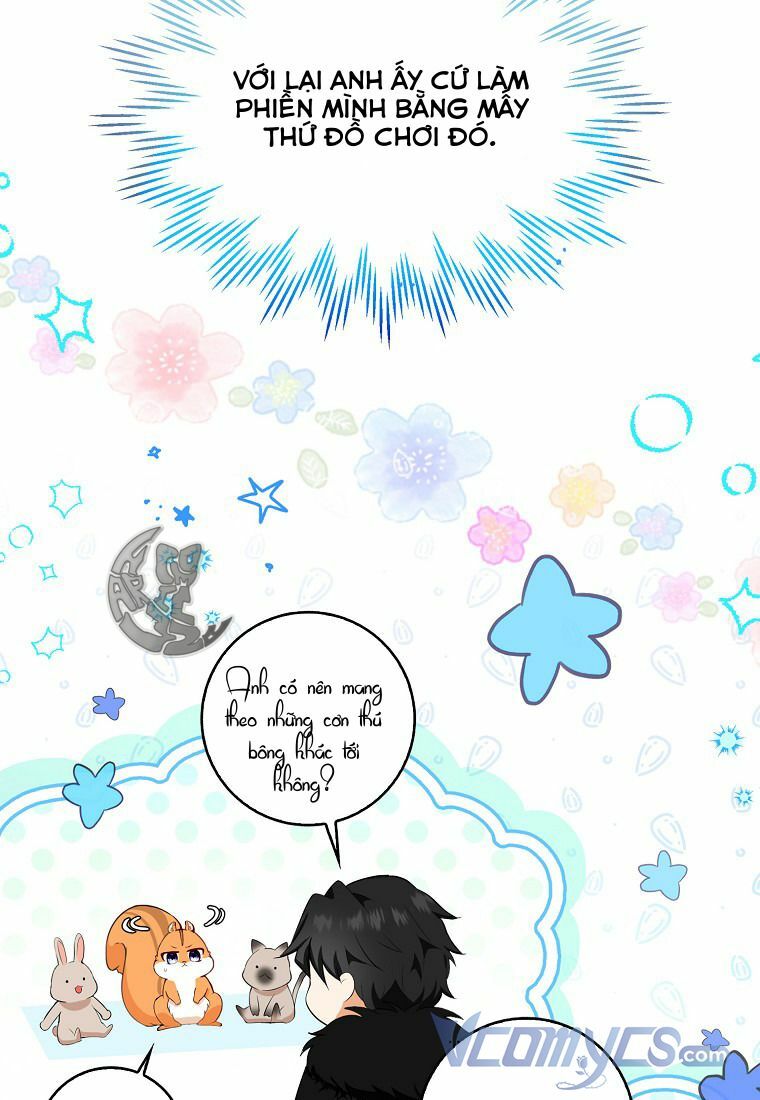 VỚI LẠI ANH ẤY CỨ LÀM
PHIỀN MÌNH BẰNG MẤY
THỨ ĐỒ CHƠI ĐÓ.
Anh có nên mang
theo những con thú
bông khác tới
không?
VCOMYCS.com